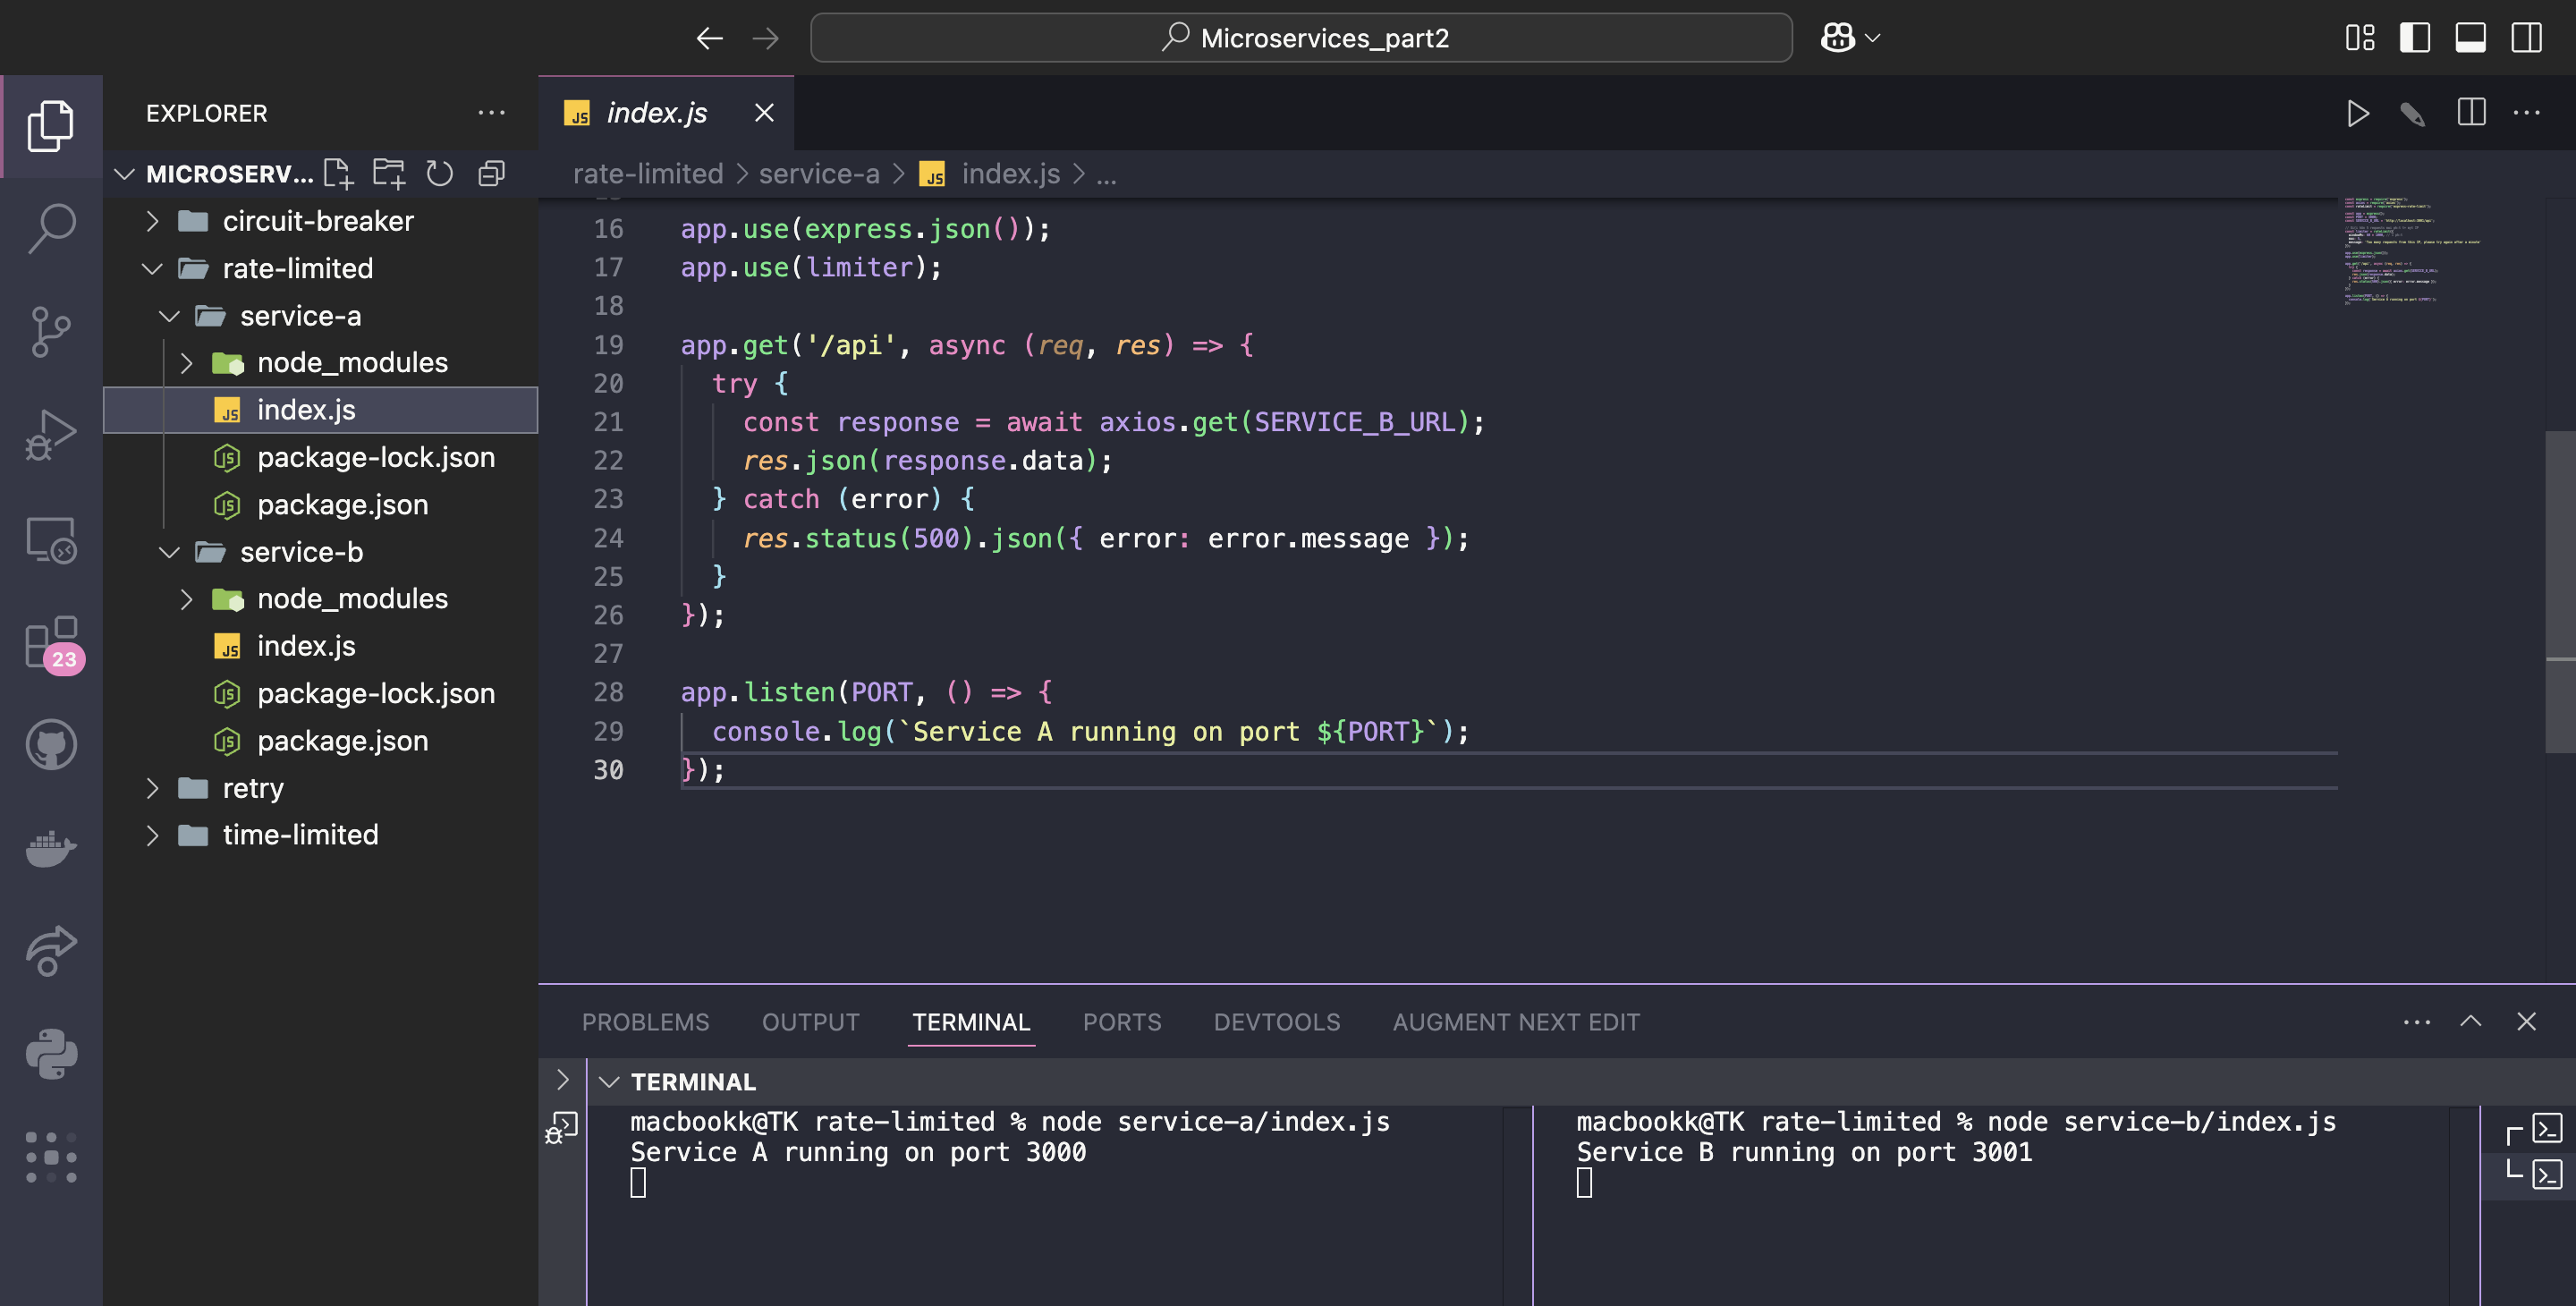 Microservices_part2
EXPLORER
index.js
MICROSERV...
rate-limited > service-a > index.js > ...
circuit-breaker
rate-limited
service-a
node_modules
index.js
package-lock.json
package.json
service-b
node_modules
index.js
package-lock.json
package.json
retry
time-limited
23
16 app.use(express.json());
17 app.use(limiter);
18
19 app.get('/api', async (req, res) => {
20 try {
21 const response = await axios.get(SERVICE_B_URL);
22 res.json(response.data);
23 } catch (error) {
24 res.status(500).json({ error: error.message });
25 }
26 });
27
28 app.listen(PORT, () => {
29 console.log(`Service A running on port ${PORT}`);
30 });
PROBLEMS OUTPUT TERMINAL PORTS DEVTOOLS AUGMENT NEXT EDIT
TERMINAL
macbookk@TK rate-limited % node service-a/index.js
Service A running on port 3000
macbookk@TK rate-limited % node service-b/index.js
Service B running on port 3001